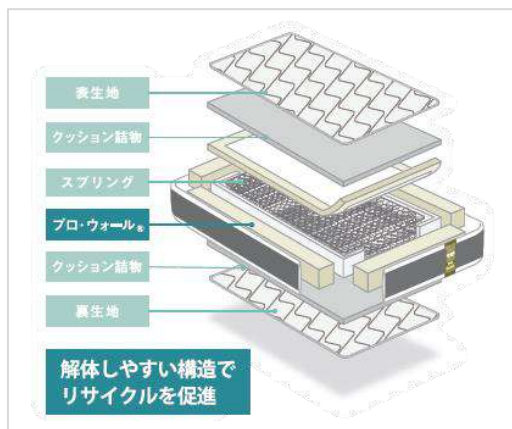 表生地
クッション詰物
スプリング
プロ・ウォール®
クッション詰物
裏生地
解体しやすい構造で
リサイクルを促進